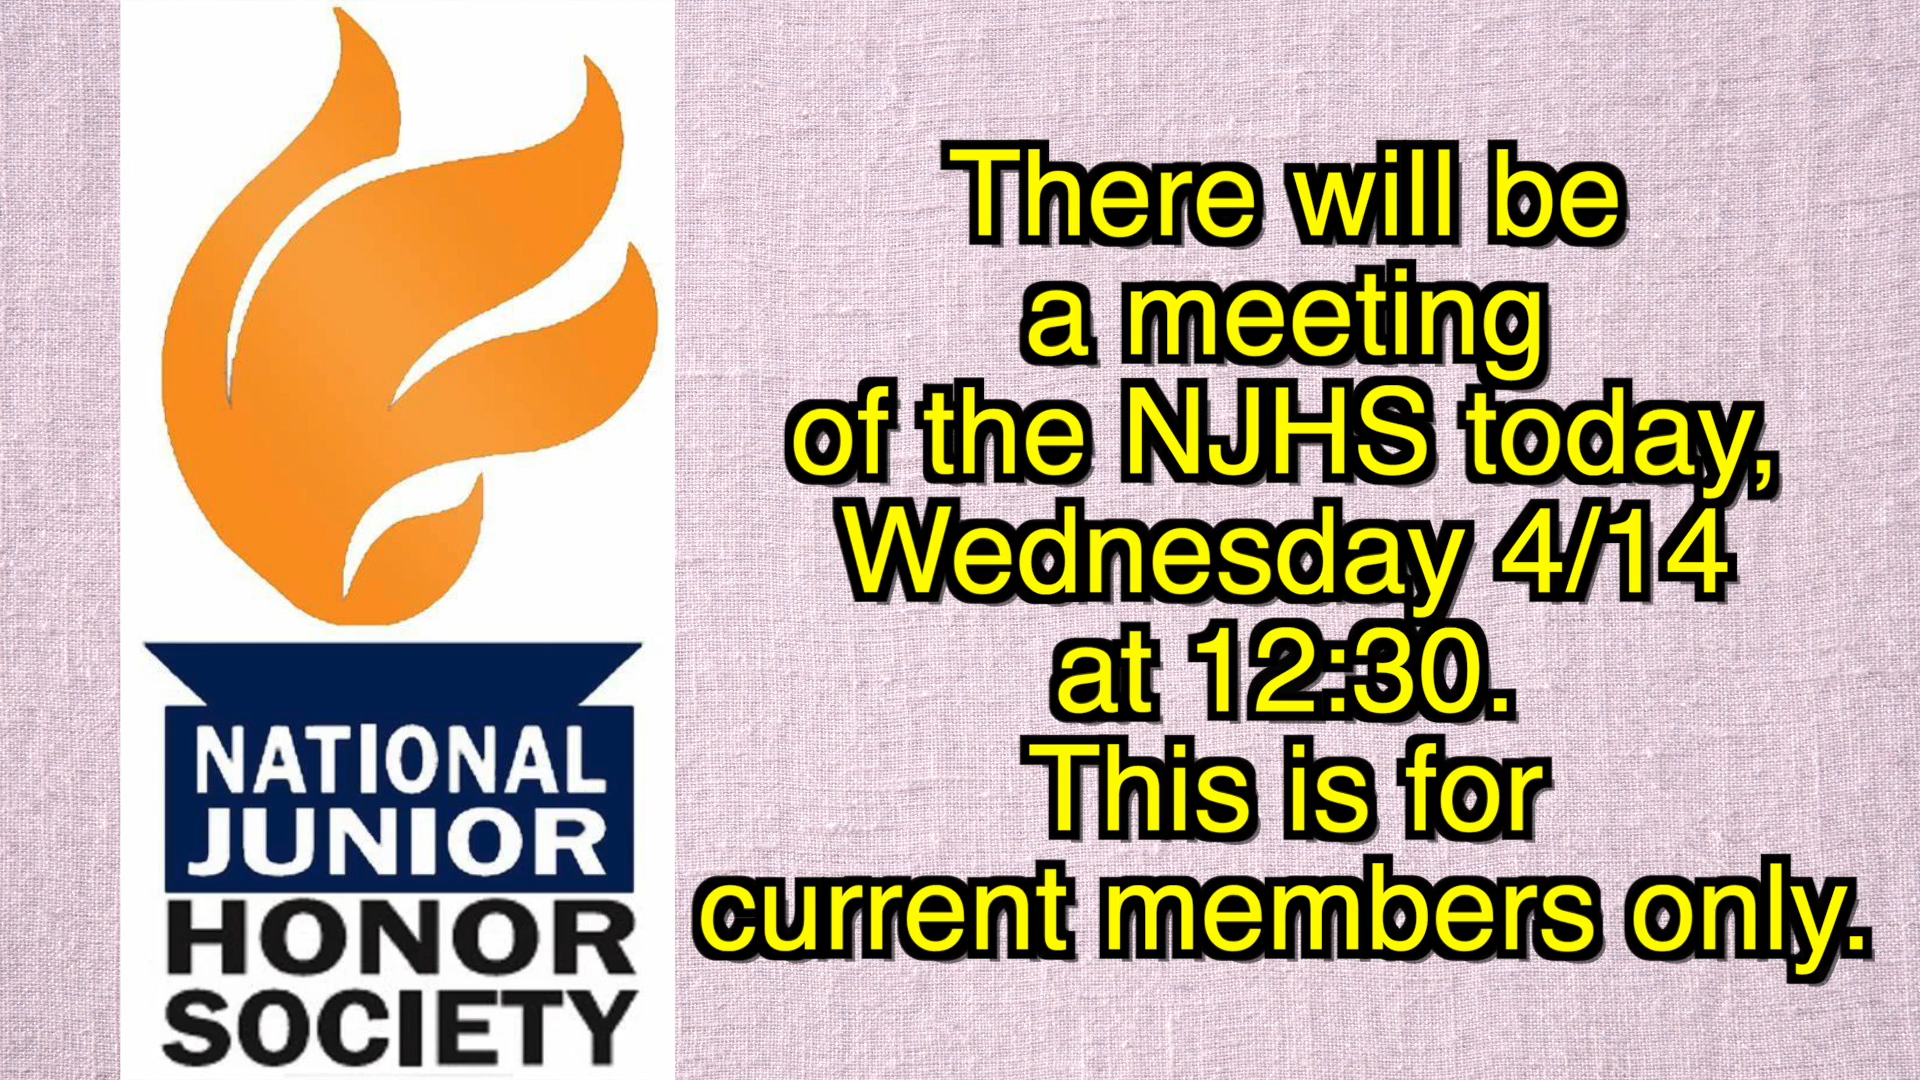 NATIONAL
JUNIOR
HONOR
SOCIETY
There will be
a meeting
of the NJHS today,
Wednesday 4/14
at 12:30.
This is for
current members only.